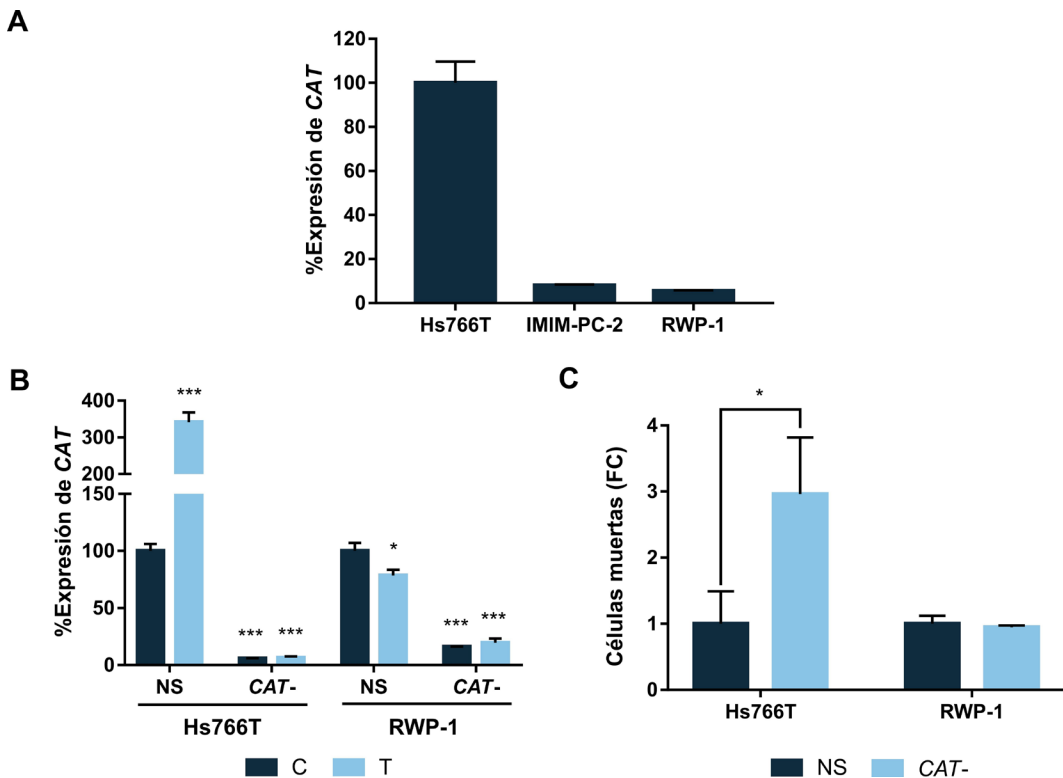 A
%Expresión de CAT
120
100
80
60
40
20
0
Hs766T IMIM-PC-2 RWP-1
B
%Expresión de CAT
400
300
200
150
100
50
0
*** *** *** * *** ***
NS CAT- NS CAT-
Hs766T RWP-1
C T
C
Células muertas (FC)
4
3
2
1
0
*
Hs766T RWP-1
NS CAT-